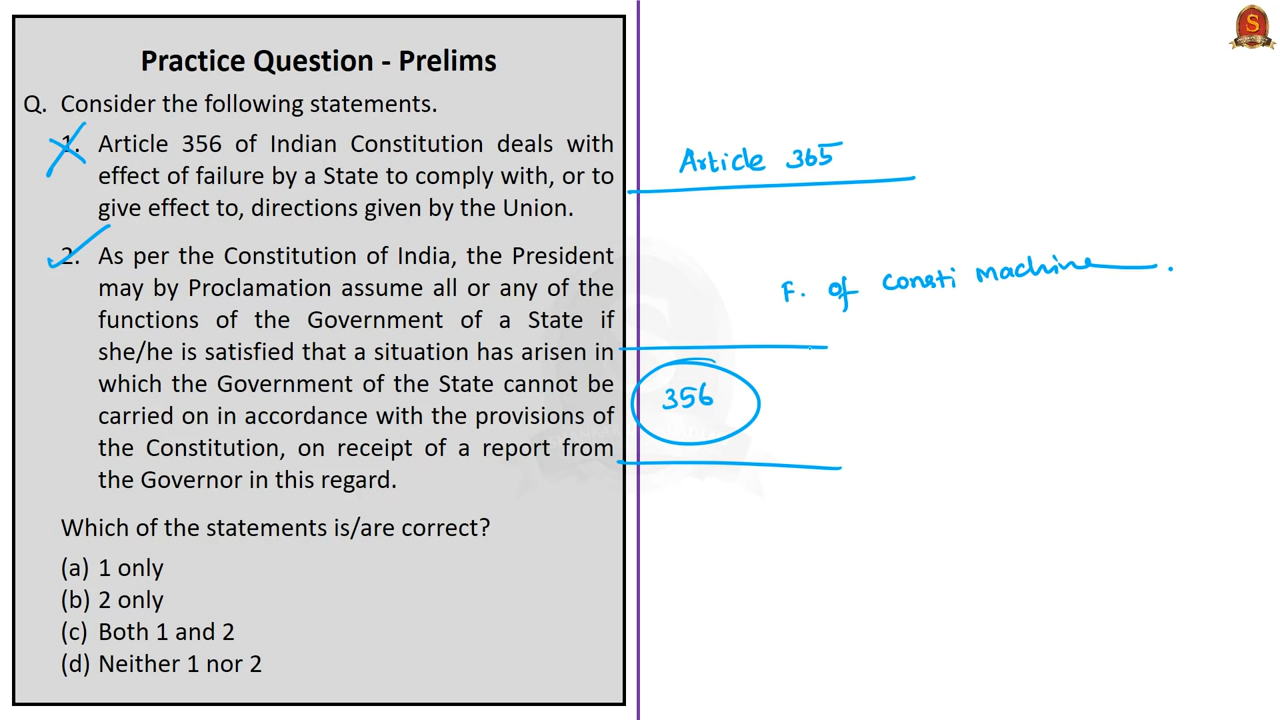 Practice Question - Prelims
Q. Consider the following statements.
1. Article 356 of Indian Constitution deals with
effect of failure by a State to comply with, or to
give effect to, directions given by the Union.
2. As per the Constitution of India, the President
may by Proclamation assume all or any of the
functions of the Government of a State if
she/he is satisfied that a situation has arisen in
which the Government of the State cannot be
carried on in accordance with the provisions of
the Constitution, on receipt of a report from
the Governor in this regard.
Which of the statements is/are correct?
(a) 1 only
(b) 2 only
(c) Both 1 and 2
(d) Neither 1 nor 2
Article 365
F. of Consti Machine
356
S